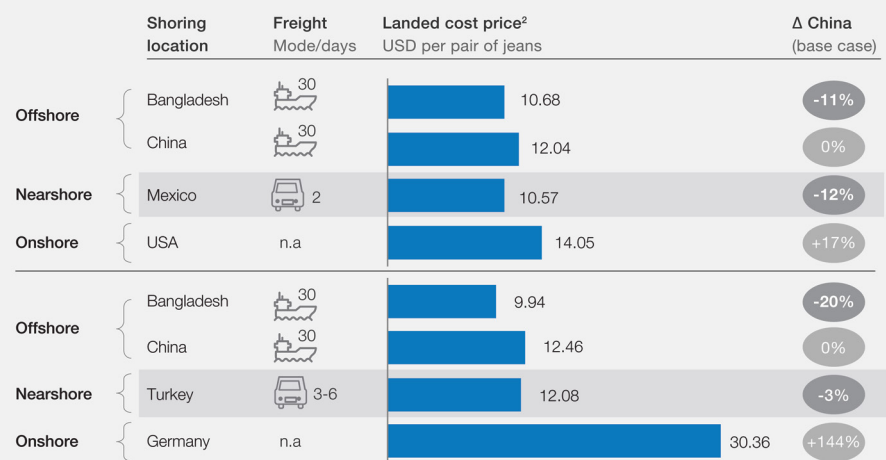 Shoring location Freight Mode/days Landed cost price² USD per pair of jeans Δ China (base case)
Offshore
Bangladesh 30 10.68 -11%
China 30 12.04 0%
Nearshore Mexico 2 10.57 -12%
Onshore USA n.a 14.05 +17%
Offshore
Bangladesh 30 9.94 -20%
China 30 12.46 0%
Nearshore Turkey 3-6 12.08 -3%
Onshore Germany n.a 30.36 +144%